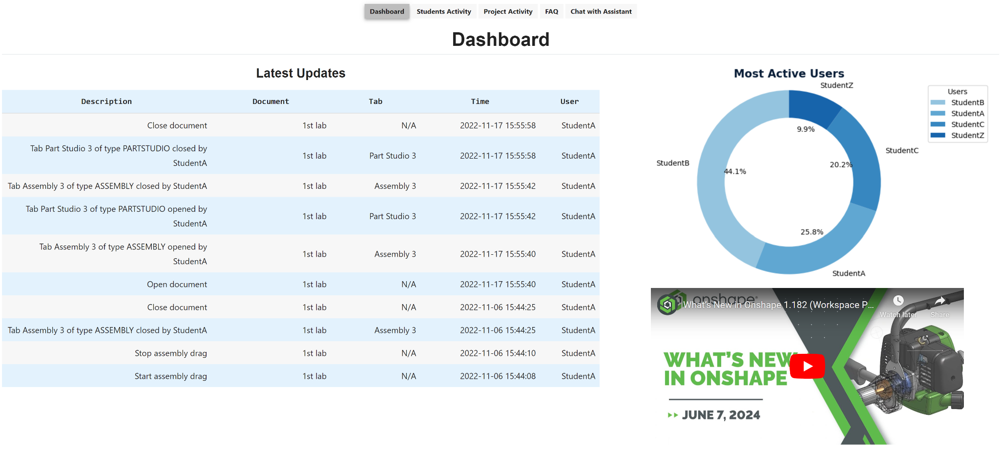 Dashboard Students Activity Project Activity FAQ Chat with Assistant
Dashboard
Latest Updates
Description Document Tab Time User
Close document 1st lab N/A 2022-11-17 15:55:58 StudentA
Tab Part Studio 3 of type PARTSTUDIO closed by
StudentA 1st lab Part Studio 3 2022-11-17 15:55:58 StudentA
Tab Assembly 3 of type ASSEMBLY closed by StudentA 1st lab Assembly 3 2022-11-17 15:55:42 StudentA
Tab Part Studio 3 of type PARTSTUDIO opened by
StudentA 1st lab Part Studio 3 2022-11-17 15:55:42 StudentA
Tab Assembly 3 of type ASSEMBLY opened by
StudentA 1st lab Assembly 3 2022-11-17 15:55:40 StudentA
Open document 1st lab N/A 2022-11-17 15:55:40 StudentA
Close document 1st lab N/A 2022-11-06 15:44:25 StudentA
Tab Assembly 3 of type ASSEMBLY closed by StudentA 1st lab Assembly 3 2022-11-06 15:44:25 StudentA
Stop assembly drag 1st lab N/A 2022-11-06 15:44:10 StudentA
Start assembly drag 1st lab N/A 2022-11-06 15:44:08 StudentA
Most Active Users
StudentZ
9.9%
StudentC
20.2%
StudentB
44.1%
25.8%
StudentA
Users
StudentB
StudentA
StudentC
StudentZ
onshape®
What's New in Onshape 1.182 (Workspace P...
Watch later Share
WHAT'S NEW
IN ONSHAPE
JUNE 7, 2024